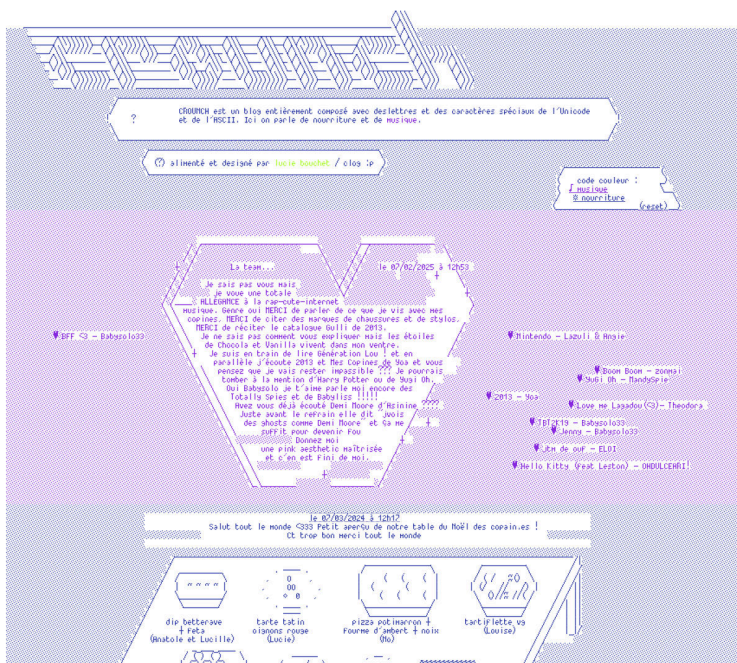 CROUMCH est un blog entièrement composé avec deslettres et des caractères spéciaux de l'Unicode
et de l'ASCII. Ici on parle de nourriture et de musique.
?
(?) alimenté et designé par lucie bouchet / clog :p
code couleur :
musique
nourriture
(reset)
La team...
le 07/02/2025 à 12h53
Je sais pas vous mais
je voue une totale
ALLEGANCE à la rap-cute-internet
musique. Genre oui MERCI de parler de ce que je vis avec mes
copines. MERCI de citer des marques de chaussures et de stylos.
MERCI de réciter le catalogue Gulli de 2013.
Je ne sais pas comment vous expliquer mais les étoiles
de Chocola et Vanilla vivent dans mon ventre.
Je suis en train de lire Génération Lou ! et en
parallèle j'écoute 2013 et Mes Copines de Yoa et vous
pensez que je vais rester impassible ??? Je pourrais
tomber à la mention d'Harry Potter ou de Yugi Oh.
Oui Babysolo je t'aime parle moi encore des
Totally Spies et de Babyliss !!!!!
Avez vous déjà écouté Demi Moore d'Asinine ????
Juste avant le refrain elle dit jvois
des ghosts comme Demi Moore et ça me
suffit pour devenir Fou
Donnez moi
une pink aesthetic maîtrisée
et c'en est Fini de moi.
BFF <3 - Babysolo33
Nintendo - Lazuli & Angie
Boom Boom - zonmai
YuGi Oh - MandySpie
2013 - Yoa
Love me Lagadou(<3)- Theodora
TBT2K19 - Babysolo33
Jenny - Babysolo33
Jtm de ouf - ELOI
Hello Kitty (Feat Leston) - ONDULCEHRI!
le 07/03/2024 à 12h17
Salut tout le monde <333 Petit aperçu de notre table du Noël des copain.es !
Ct trop bon merci tout le monde
dip betterave
+ Feta
(Anatole et Lucille)
tarte tatin
oignons rouge
(Lucie)
pizza potimarron +
Fourme d'ambert + noix
(Mo)
tartiflette vg
(Louise)